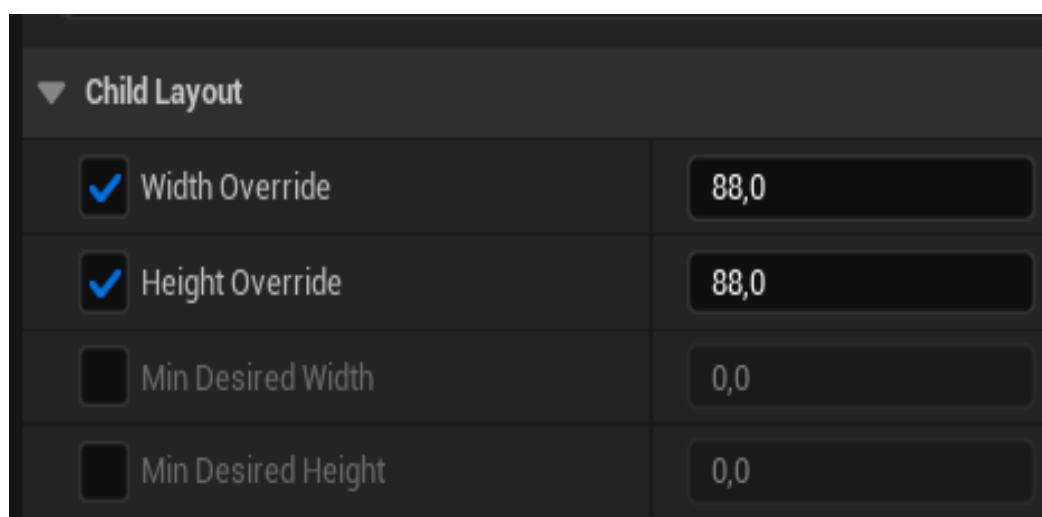 Child Layout
Width Override 88,0
Height Override 88,0
Min Desired Width 0,0
Min Desired Height 0,0